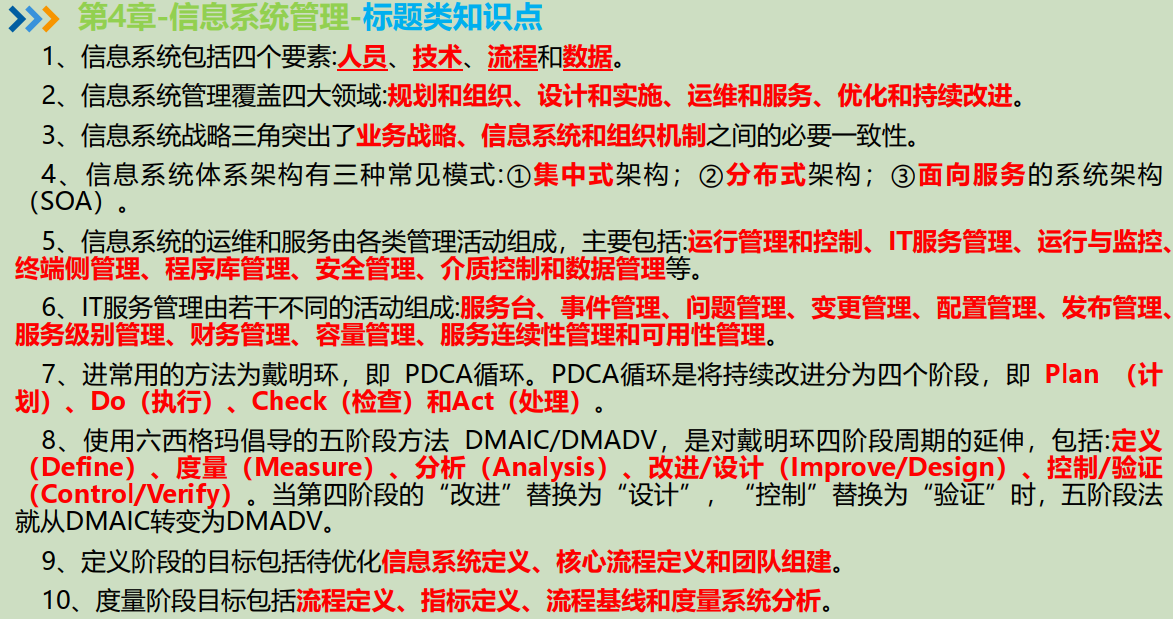 第4章-信息系统管理-标题类知识点
1、信息系统包括四个要素:人员、技术、流程和数据。
2、信息系统管理覆盖四大领域:规划和组织、设计和实施、运维和服务、优化和持续改进。
3、信息系统战略三角突出了业务战略、信息系统和组织机制之间的必要一致性。
4、信息系统体系架构有三种常见模式:①集中式架构；②分布式架构；③面向服务的系统架构
（SOA）。
5、信息系统的运维和服务由各类管理活动组成，主要包括:运行管理和控制、IT服务管理、运行与监控、
终端侧管理、程序库管理、安全管理、介质控制和数据管理等。
6、IT服务管理由若干不同的活动组成:服务台、事件管理、问题管理、变更管理、配置管理、发布管理、
服务级别管理、财务管理、容量管理、服务连续性管理和可用性管理。
7、进常用的方法为戴明环，即 PDCA循环。PDCA循环是将持续改进分为四个阶段，即 Plan （计
划）、Do（执行）、Check（检查）和Act（处理）。
8、使用六西格玛倡导的五阶段方法 DMAIC/DMADV，是对戴明环四阶段周期的延伸，包括:定义
（Define）、度量（Measure）、分析（Analysis）、改进/设计（Improve/Design）、控制/验证
（Control/Verify）。当第四阶段的“改进”替换为“设计”，“控制”替换为“验证”时，五阶段法
就从DMAIC转变为DMADV。
9、定义阶段的目标包括待优化信息系统定义、核心流程定义和团队组建。
10、度量阶段目标包括流程定义、指标定义、流程基线和度量系统分析。